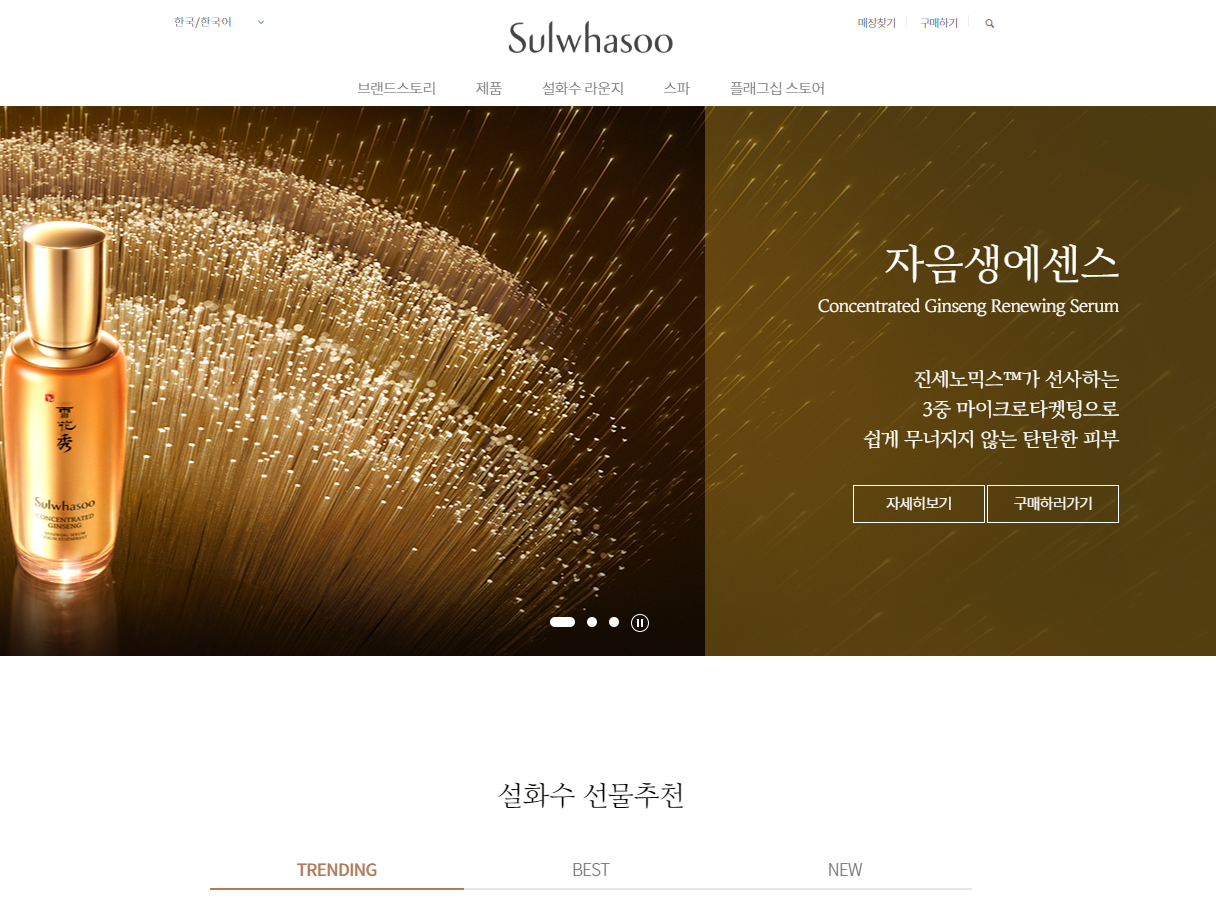 한국/한국어
Sulwhasoo
매장찾기
구매하기
브랜드스토리 제품 설화수 라운지 스파 플래그십 스토어
자음생에센스
Concentrated Ginseng Renewing Serum
진세노믹스™가 선사하는
3중 마이크로타겟팅으로
쉽게 무너지지 않는 탄탄한 피부
자세히보기 구매하러가기
雪花秀
Sulwhasoo
CONCENTRATED
GINSENG
설화수 선물추천
TRENDING BEST NEW